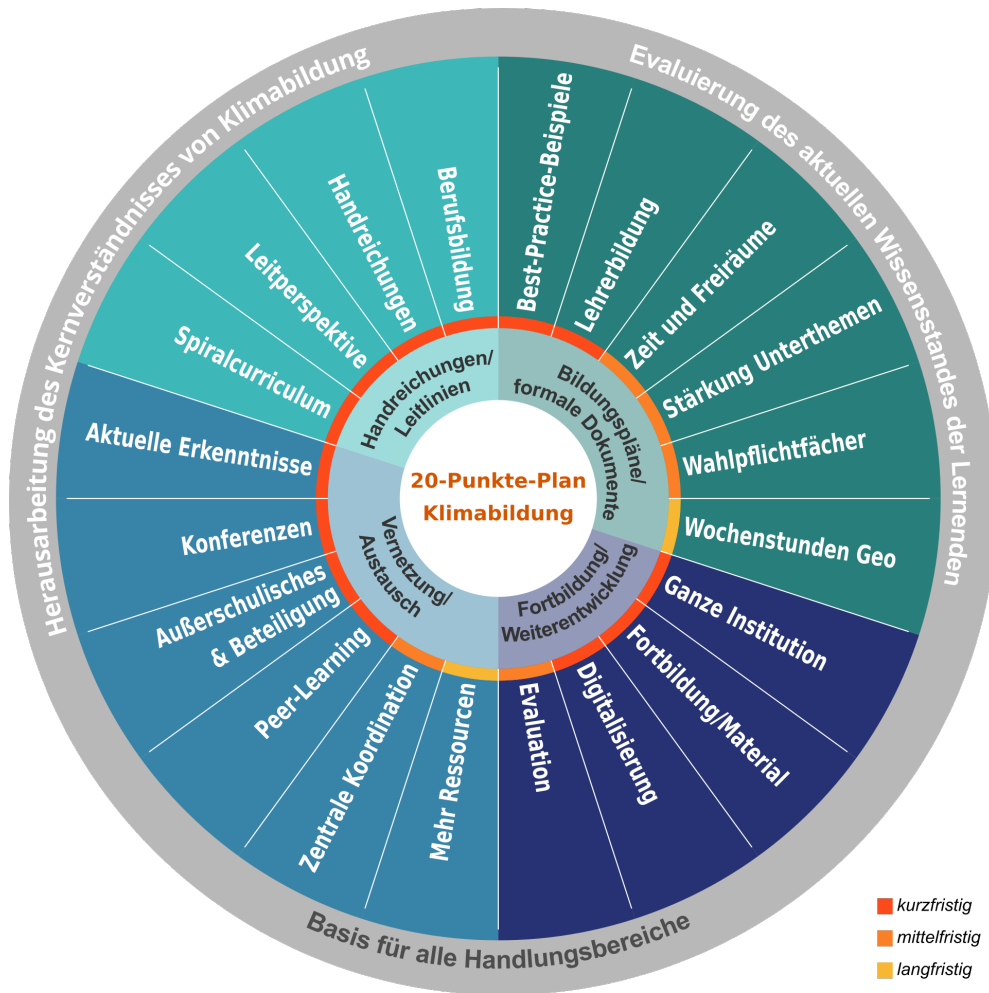 Herausarbeitung des Kernverständnisses von Klimabildung
Evaluierung des aktuellen Wissensstandes der Lernenden
Basis für alle Handlungsbereiche
20-Punkte-Plan
Klimabildung
Bildungspläne/
formale Dokumente
Best-Practice-Beispiele
Lehrerbildung
Zeit und Freiräume
Stärkung Unterthemen
Wahlpflichtfächer
Wochenstunden Geo
Fortbildung/
Weiterentwicklung
Ganze Institution
Fortbildung/Material
Digitalisierung
Evaluation
Vernetzung/
Austausch
Mehr Ressourcen
Zentrale Koordination
Peer-Learning
Außerschulisches
& Beteiligung
Konferenzen
Aktuelle Erkenntnisse
Handreichungen/
Leitlinien
Spiralcurriculum
Leitperspektive
Handreichungen
Berufsbildung
kurzfristig
mittelfristig
langfristig